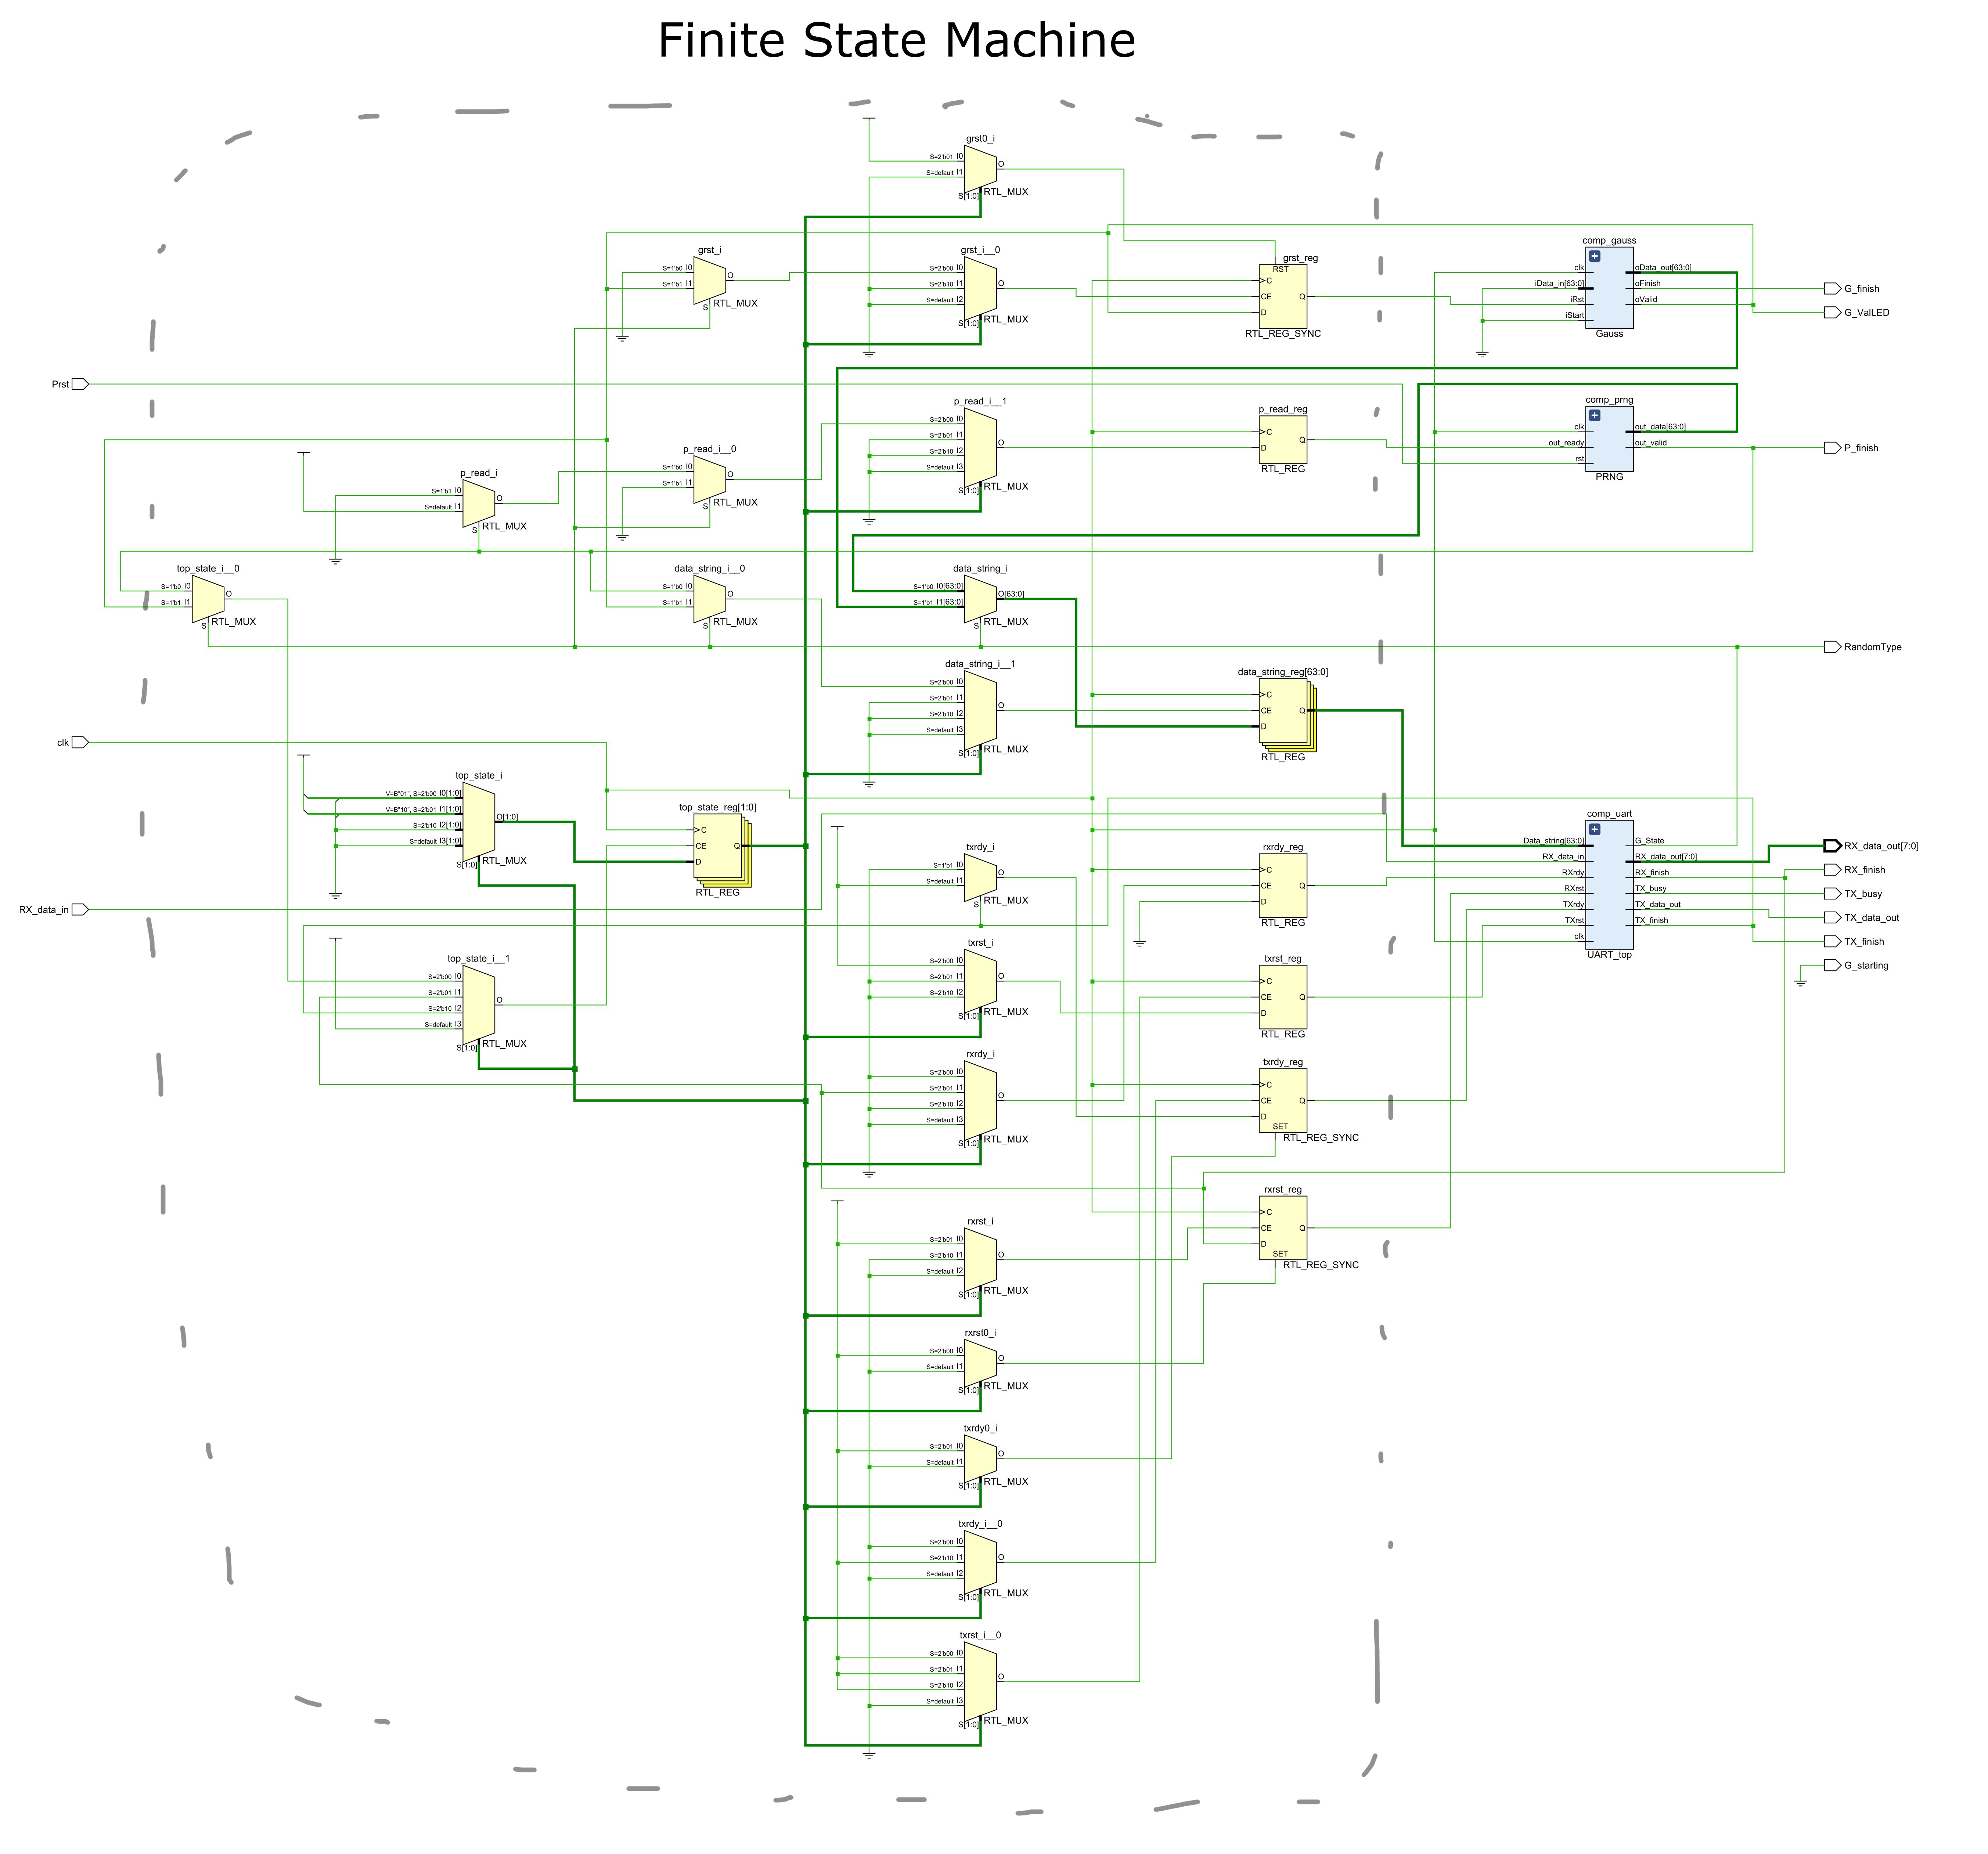 Finite State Machine
grst0_i
S=2'b01 I0
S=default I1
O
S[1:0]
RTL_MUX
grst_i
S=1'b0 I0
S=1'b1 I1
O
S
RTL_MUX
grst_i__0
S=2'b00 I0
S=2'b10 I1
S=default I2
O
S[1:0]
RTL_MUX
grst_reg
RST
C
CE
D
Q
RTL_REG_SYNC
comp_gauss
clk
iData_in[63:0]
iRst
iStart
oData_out[63:0]
oFinish
oValid
Gauss
G_finish
G_ValLED
Prst
p_read_i
S=1'b1 I0
S=default I1
O
S
RTL_MUX
p_read_i__0
S=1'b0 I0
S=1'b1 I1
O
S
RTL_MUX
p_read_i__1
S=2'b00 I0
S=2'b01 I1
S=2'b10 I2
S=default I3
O
S[1:0]
RTL_MUX
p_read_reg
C
D
Q
RTL_REG
comp_prng
clk
out_ready
rst
out_data[63:0]
out_valid
PRNG
P_finish
top_state_i__0
S=1'b0 I0
S=1'b1 I1
O
S
RTL_MUX
data_string_i__0
S=1'b0 I0
S=1'b1 I1
O
S
RTL_MUX
data_string_i
S=1'b0 I0[63:0]
S=1'b1 I1[63:0]
O[63:0]
S
RTL_MUX
RandomType
data_string_i__1
S=2'b00 I0
S=2'b01 I1
S=2'b10 I2
S=default I3
O
S[1:0]
RTL_MUX
data_string_reg[63:0]
C
CE
D
Q
RTL_REG
clk
top_state_i
V=B"01", S=2'b00 I0[1:0]
V=B"10", S=2'b01 I1[1:0]
S=2'b10 I2[1:0]
S=default I3[1:0]
O[1:0]
S[1:0]
RTL_MUX
top_state_reg[1:0]
C
CE
D
Q
RTL_REG
RX_data_in
txrdy_i
S=1'b1 I0
S=default I1
O
S
RTL_MUX
rxrdy_reg
C
CE
D
Q
RTL_REG
comp_uart
Data_string[63:0]
RX_data_in
RXrdy
RXrst
TXrdy
TXrst
clk
G_State
RX_data_out[7:0]
RX_finish
TX_busy
TX_data_out
TX_finish
UART_top
RX_data_out[7:0]
RX_finish
TX_busy
TX_data_out
TX_finish
G_starting
top_state_i__1
S=2'b00 I0
S=2'b01 I1
S=2'b10 I2
S=default I3
O
S[1:0]
RTL_MUX
txrst_i
S=2'b00 I0
S=2'b01 I1
S=2'b10 I2
O
S[1:0]
RTL_MUX
txrst_reg
C
CE
D
Q
RTL_REG
rxrdy_i
S=2'b00 I0
S=2'b01 I1
S=2'b10 I2
S=default I3
O
S[1:0]
RTL_MUX
txrdy_reg
C
CE
D
Q
SET
RTL_REG_SYNC
rxrst_i
S=2'b01 I0
S=2'b10 I1
S=default I2
O
S[1:0]
RTL_MUX
rxrst_reg
C
CE
D
Q
SET
RTL_REG_SYNC
rxrst0_i
S=2'b00 I0
S=default I1
O
S[1:0]
RTL_MUX
txrdy0_i
S=2'b01 I0
S=default I1
O
S[1:0]
RTL_MUX
txrdy_i__0
S=2'b00 I0
S=2'b10 I1
S=default I2
O
S[1:0]
RTL_MUX
txrst_i__0
S=2'b00 I0
S=2'b01 I1
S=2'b10 I2
S=default I3
O
S[1:0]
RTL_MUX